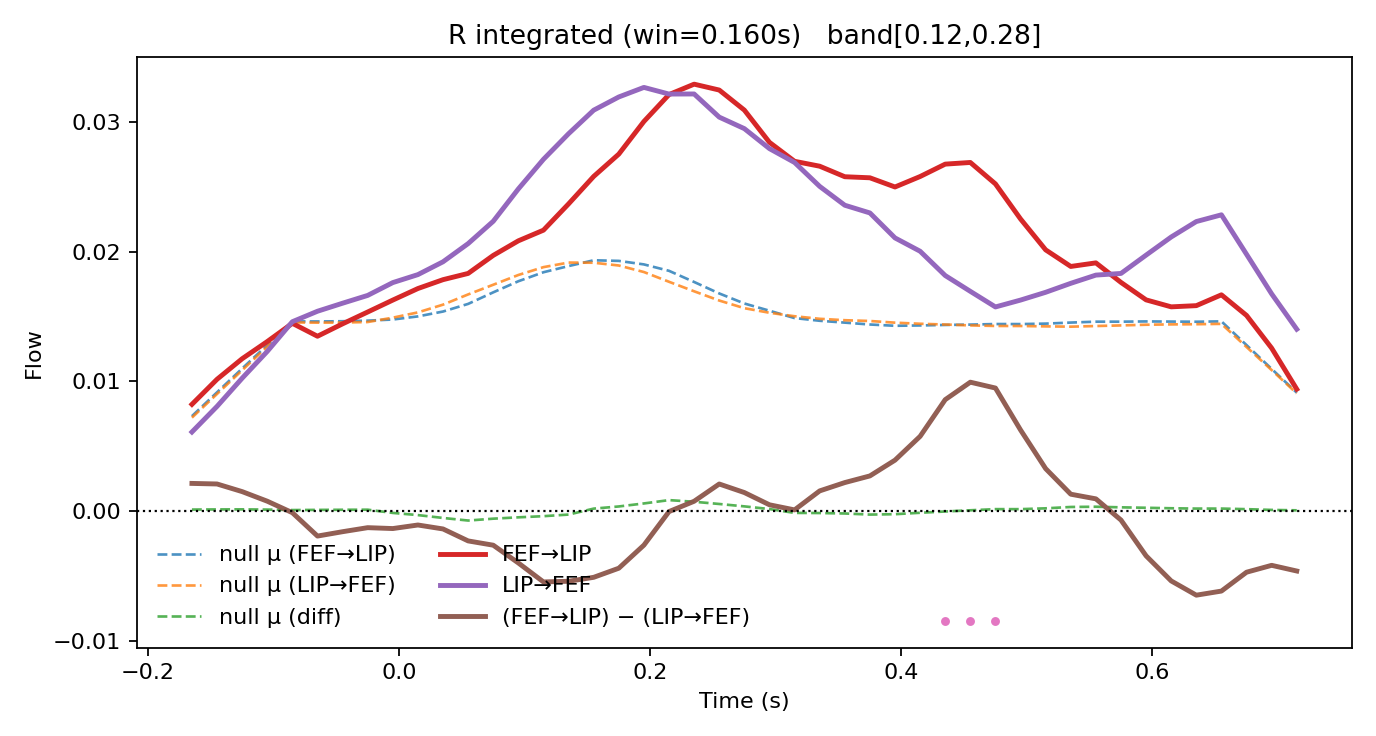 R integrated (win=0.160s)   band[0.12,0.28]
Flow
0.03
0.02
0.01
0.00
−0.01
null μ (FEF→LIP)
null μ (LIP→FEF)
null μ (diff)
FEF→LIP
LIP→FEF
(FEF→LIP) − (LIP→FEF)
−0.2
0.0
0.2
0.4
0.6
Time (s)